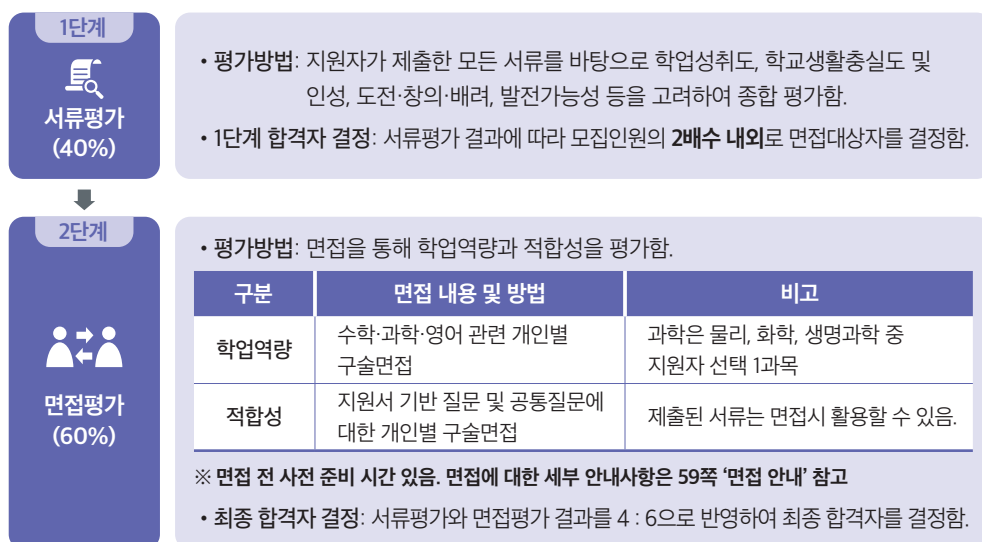 1단계
서류평가
(40%)
• 평가방법: 지원자가 제출한 모든 서류를 바탕으로 학업성취도, 학교생활충실도 및
인성, 도전·창의·배려, 발전가능성 등을 고려하여 종합 평가함.
• 1단계 합격자 결정: 서류평가 결과에 따라 모집인원의 2배수 내외로 면접대상자를 결정함.
2단계
면접평가
(60%)
• 평가방법: 면접을 통해 학업역량과 적합성을 평가함.
구분 면접 내용 및 방법 비고
학업역량
수학·과학·영어 관련 개인별
구술면접
과학은 물리, 화학, 생명과학 중
지원자 선택 1과목
적합성
지원서 기반 질문 및 공통질문에
대한 개인별 구술면접
제출된 서류는 면접시 활용할 수 있음.
※ 면접 전 사전 준비 시간 있음. 면접에 대한 세부 안내사항은 59쪽 ‘면접 안내’ 참고
• 최종 합격자 결정: 서류평가와 면접평가 결과를 4 : 6으로 반영하여 최종 합격자를 결정함.